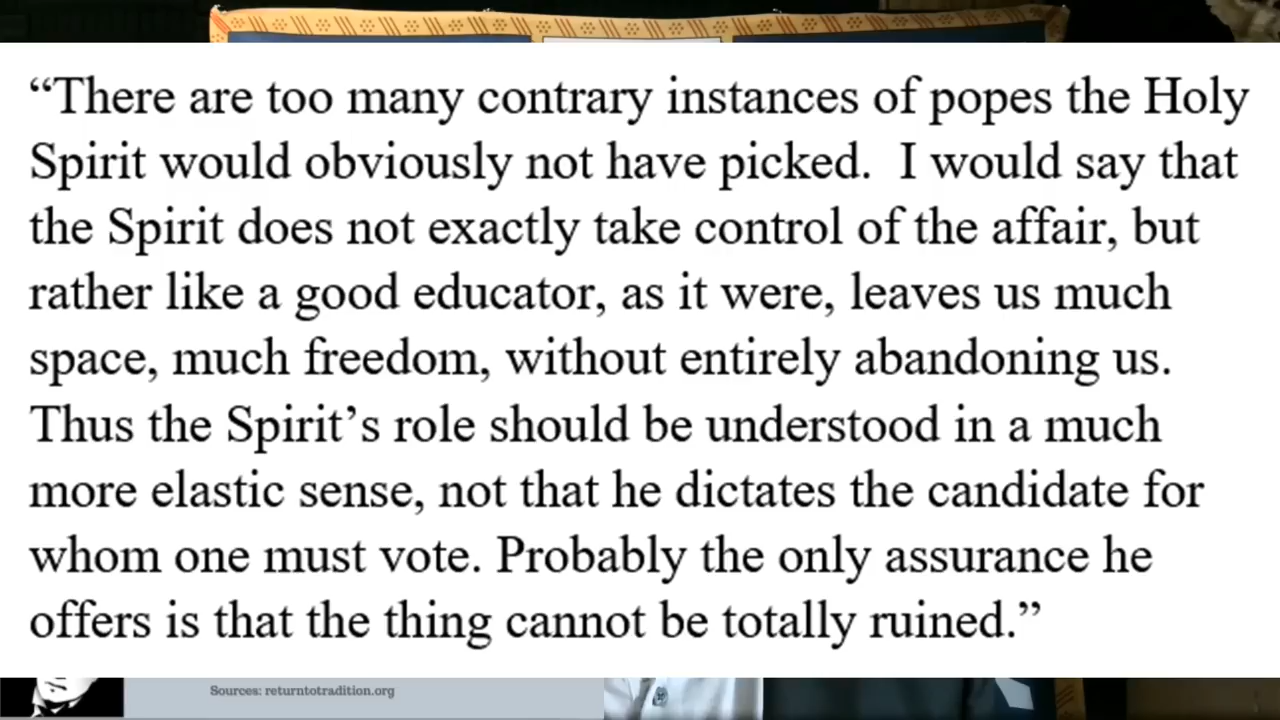 “There are too many contrary instances of popes the Holy
Spirit would obviously not have picked.  I would say that
the Spirit does not exactly take control of the affair, but
rather like a good educator, as it were, leaves us much
space, much freedom, without entirely abandoning us.
Thus the Spirit’s role should be understood in a much
more elastic sense, not that he dictates the candidate for
whom one must vote. Probably the only assurance he
offers is that the thing cannot be totally ruined.”
Sources: returntotradition.org